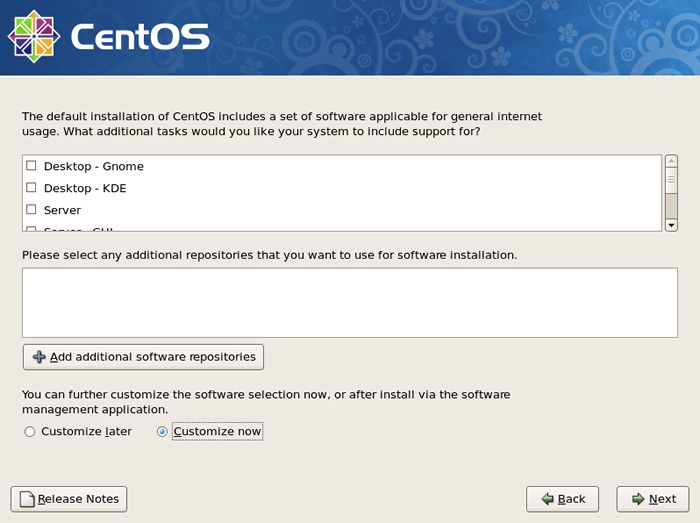 CentOS
The default installation of CentOS includes a set of software applicable for general internet
usage. What additional tasks would you like your system to include support for?
Desktop - Gnome
Desktop - KDE
Server
Server - GUI
Please select any additional repositories that you want to use for software installation.
Add additional software repositories
You can further customize the software selection now, or after install via the software
management application.
Customize later
Customize now
Release Notes
Back
Next